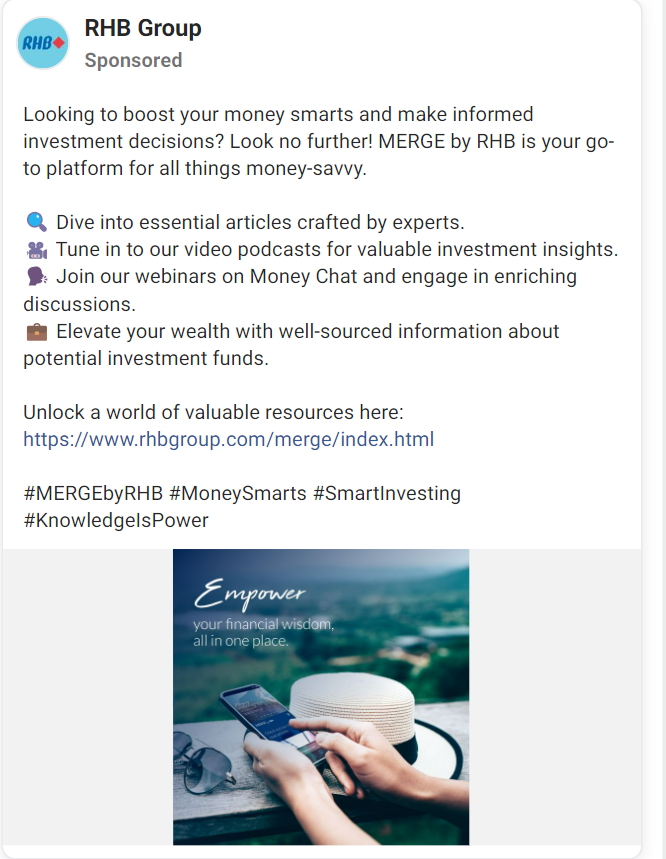 RHB
RHB Group
Sponsored
Looking to boost your money smarts and make informed
investment decisions? Look no further! MERGE by RHB is your go-
to platform for all things money-savvy.
🔍 Dive into essential articles crafted by experts.
🎥 Tune in to our video podcasts for valuable investment insights.
🗣 Join our webinars on Money Chat and engage in enriching
discussions.
💼 Elevate your wealth with well-sourced information about
potential investment funds.
Unlock a world of valuable resources here:
https://www.rhbgroup.com/merge/index.html
#MERGEbyRHB #MoneySmarts #SmartInvesting
#KnowledgeIsPower
Empower
your financial wisdom,
all in one place.